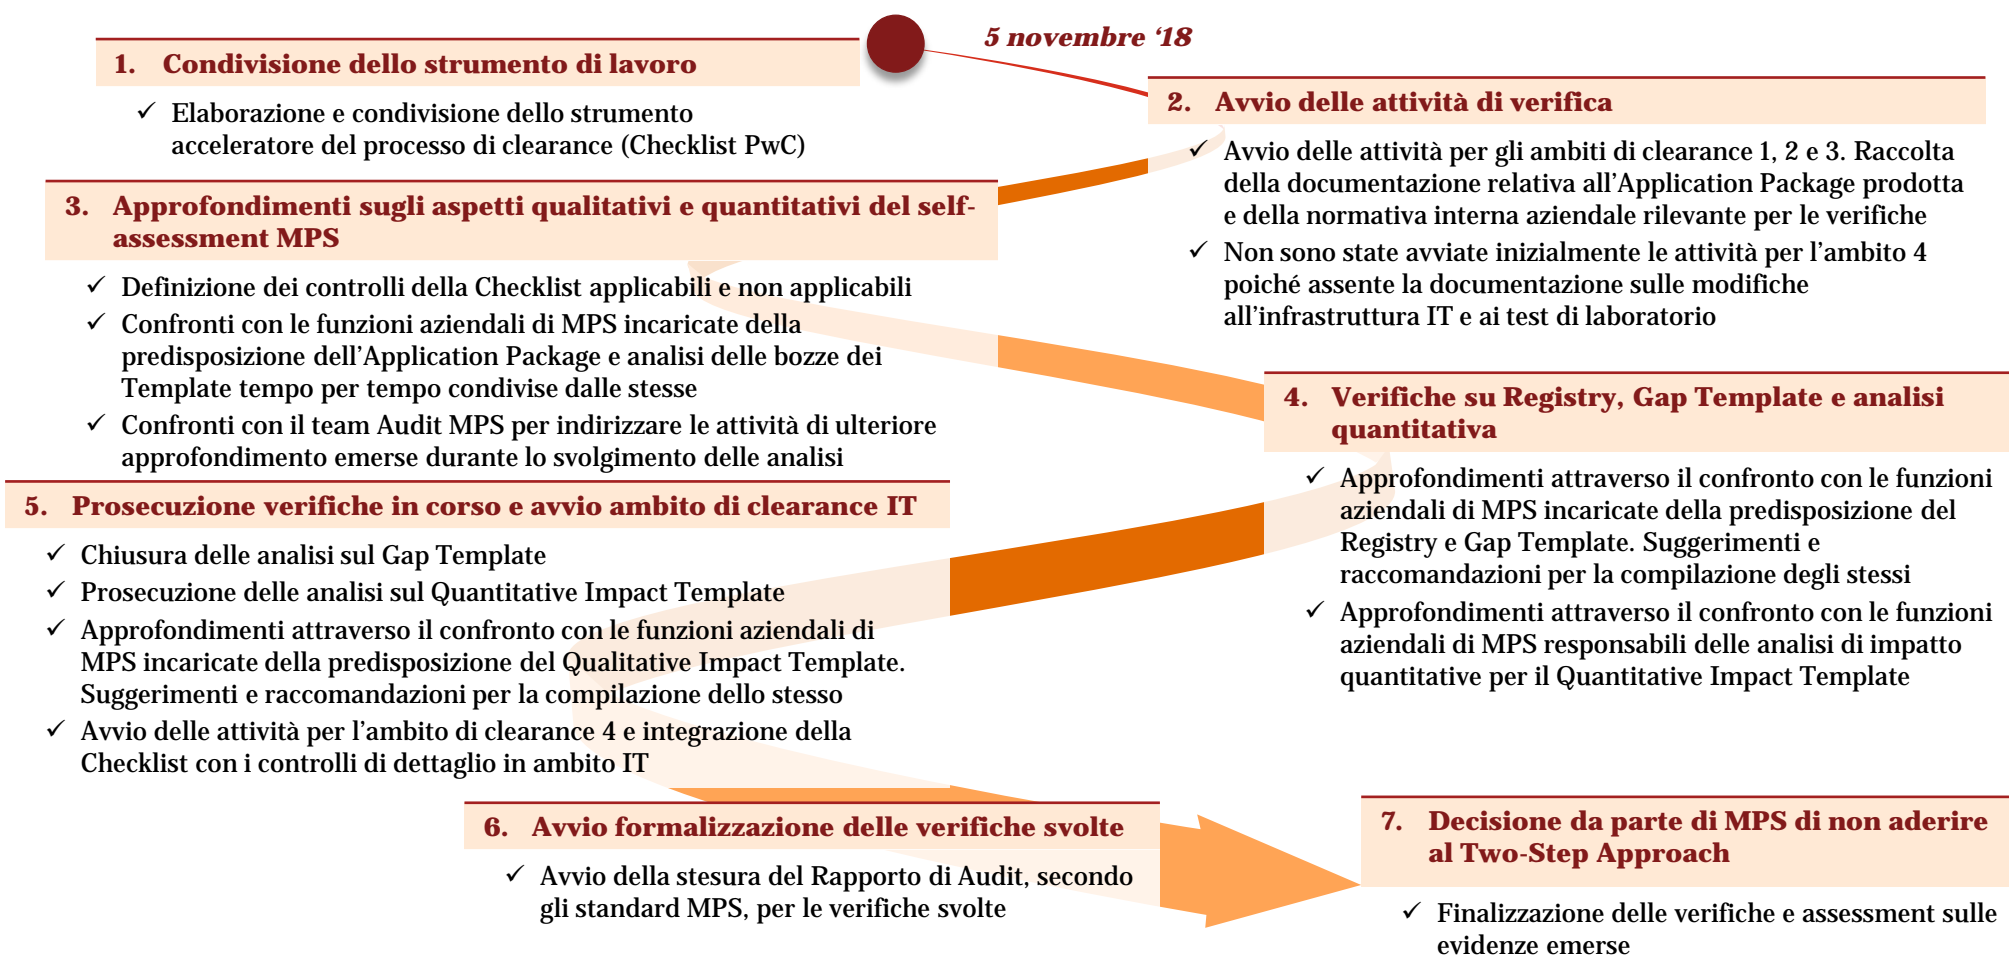 5 novembre ‘18
1. Condivisione dello strumento di lavoro
✓ Elaborazione e condivisione dello strumento
acceleratore del processo di clearance (Checklist PwC)
2. Avvio delle attività di verifica
✓ Avvio delle attività per gli ambiti di clearance 1, 2 e 3. Raccolta
della documentazione relativa all’Application Package prodotta
e della normativa interna aziendale rilevante per le verifiche
✓ Non sono state avviate inizialmente le attività per l’ambito 4
poiché assente la documentazione sulle modifiche
all’infrastruttura IT e ai test di laboratorio
3. Approfondimenti sugli aspetti qualitativi e quantitativi del self-
assessment MPS
✓ Definizione dei controlli della Checklist applicabili e non applicabili
✓ Confronti con le funzioni aziendali di MPS incaricate della
predisposizione dell’Application Package e analisi delle bozze dei
Template tempo per tempo condivise dalle stesse
✓ Confronti con il team Audit MPS per indirizzare le attività di ulteriore
approfondimento emerse durante lo svolgimento delle analisi
4. Verifiche su Registry, Gap Template e analisi
quantitativa
✓ Approfondimenti attraverso il confronto con le funzioni
aziendali di MPS incaricate della predisposizione del
Registry e Gap Template. Suggerimenti e
raccomandazioni per la compilazione degli stessi
✓ Approfondimenti attraverso il confronto con le funzioni
aziendali di MPS responsabili delle analisi di impatto
quantitative per il Quantitative Impact Template
5. Prosecuzione verifiche in corso e avvio ambito di clearance IT
✓ Chiusura delle analisi sul Gap Template
✓ Prosecuzione delle analisi sul Quantitative Impact Template
✓ Approfondimenti attraverso il confronto con le funzioni aziendali di
MPS incaricate della predisposizione del Qualitative Impact Template.
Suggerimenti e raccomandazioni per la compilazione dello stesso
✓ Avvio delle attività per l’ambito di clearance 4 e integrazione della
Checklist con i controlli di dettaglio in ambito IT
6. Avvio formalizzazione delle verifiche svolte
✓ Avvio della stesura del Rapporto di Audit, secondo
gli standard MPS, per le verifiche svolte
7. Decisione da parte di MPS di non aderire
al Two-Step Approach
✓ Finalizzazione delle verifiche e assessment sulle
evidenze emerse